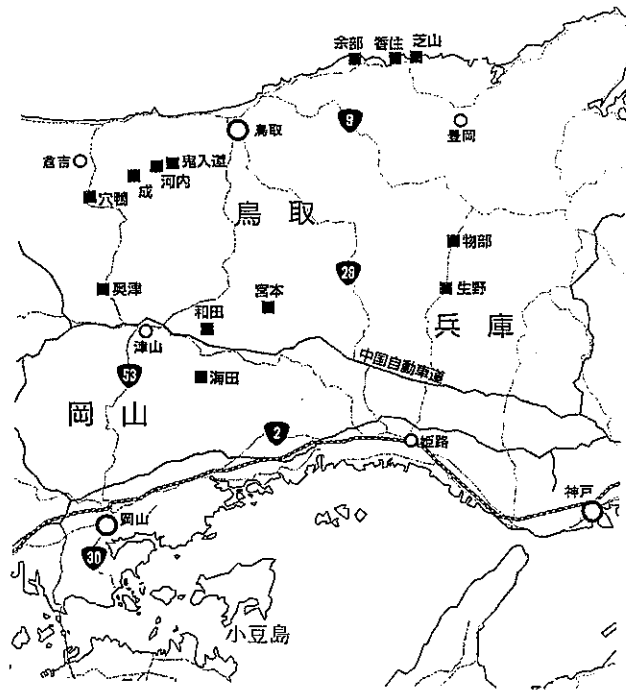 余部 香住 芝山
鳥取
9
豊岡
倉吉
鬼入道
河内
成
穴鴨
鳥取
物部
29
生野
奥津
宮本
和田
兵庫
津山
中国自動車道
53
海田
岡山
2
姫路
神戸
岡山
30
小豆島